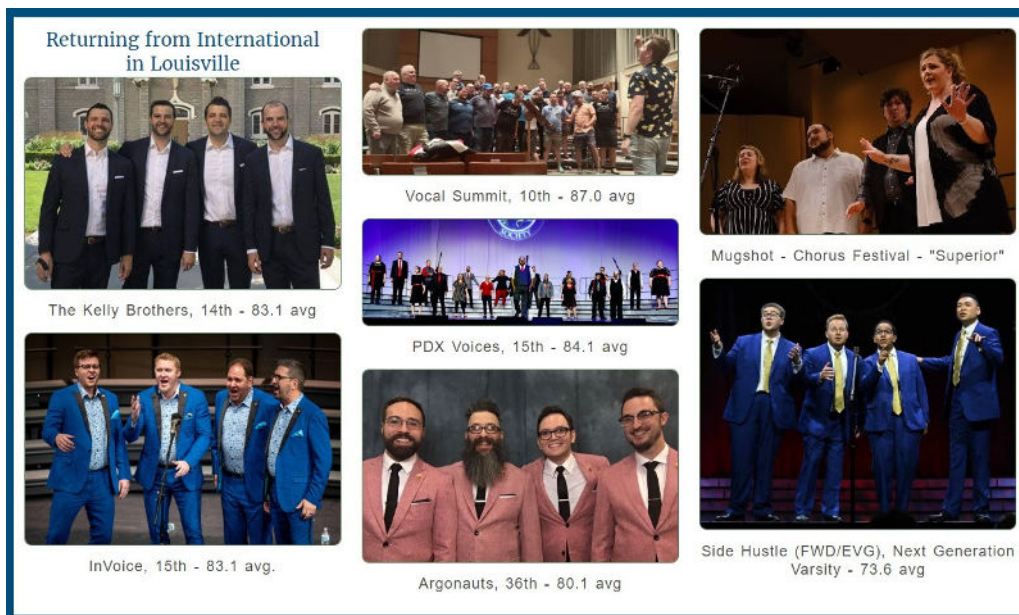 Returning from International
in Louisville
The Kelly Brothers, 14th - 83.1 avg
InVoice, 15th - 83.1 avg.
Vocal Summit, 10th - 87.0 avg
SOCIETY
PDX Voices, 15th - 84.1 avg
Argonauts, 36th - 80.1 avg
Mugshot - Chorus Festival - "Superior"
Side Hustle (FWD/EVG), Next Generation
Varsity - 73.6 avg